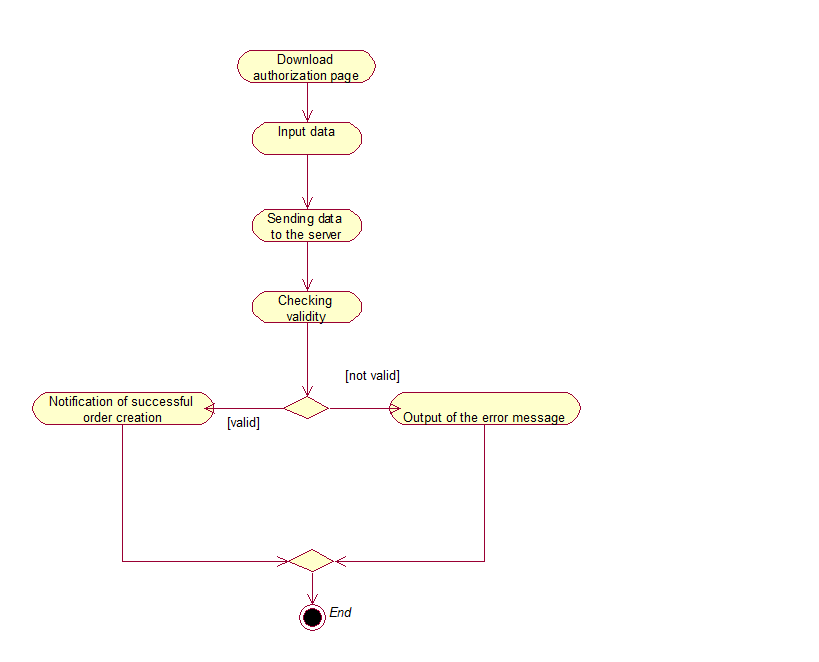 Download
authorization page
Input data
Sending data
to the server
Checking
validity
[not valid]
Notification of successful
order creation
[valid]
Output of the error message
End